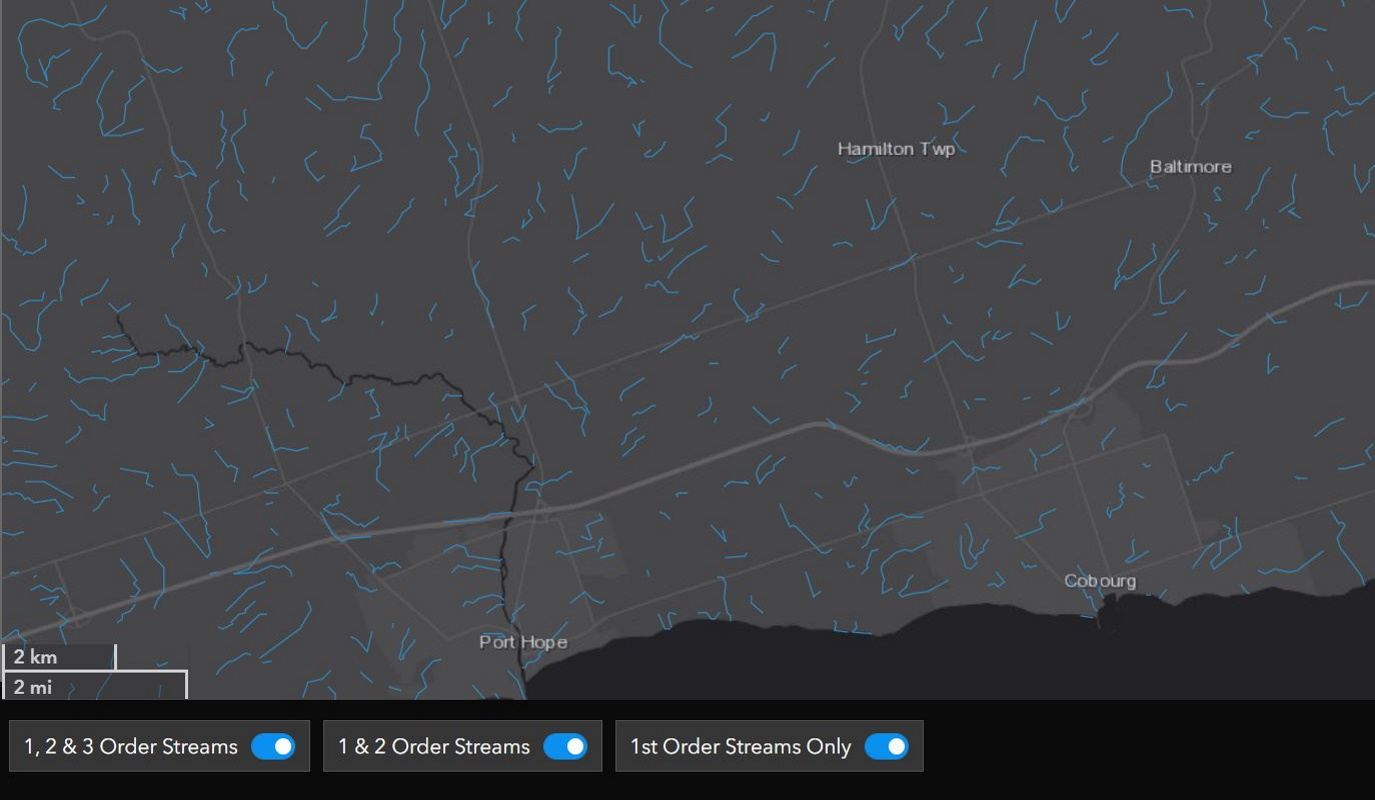 Hamilton Twp
Baltimore
Cobourg
Port Hope
2 km
2 mi
1, 2 & 3 Order Streams
1 & 2 Order Streams
1st Order Streams Only